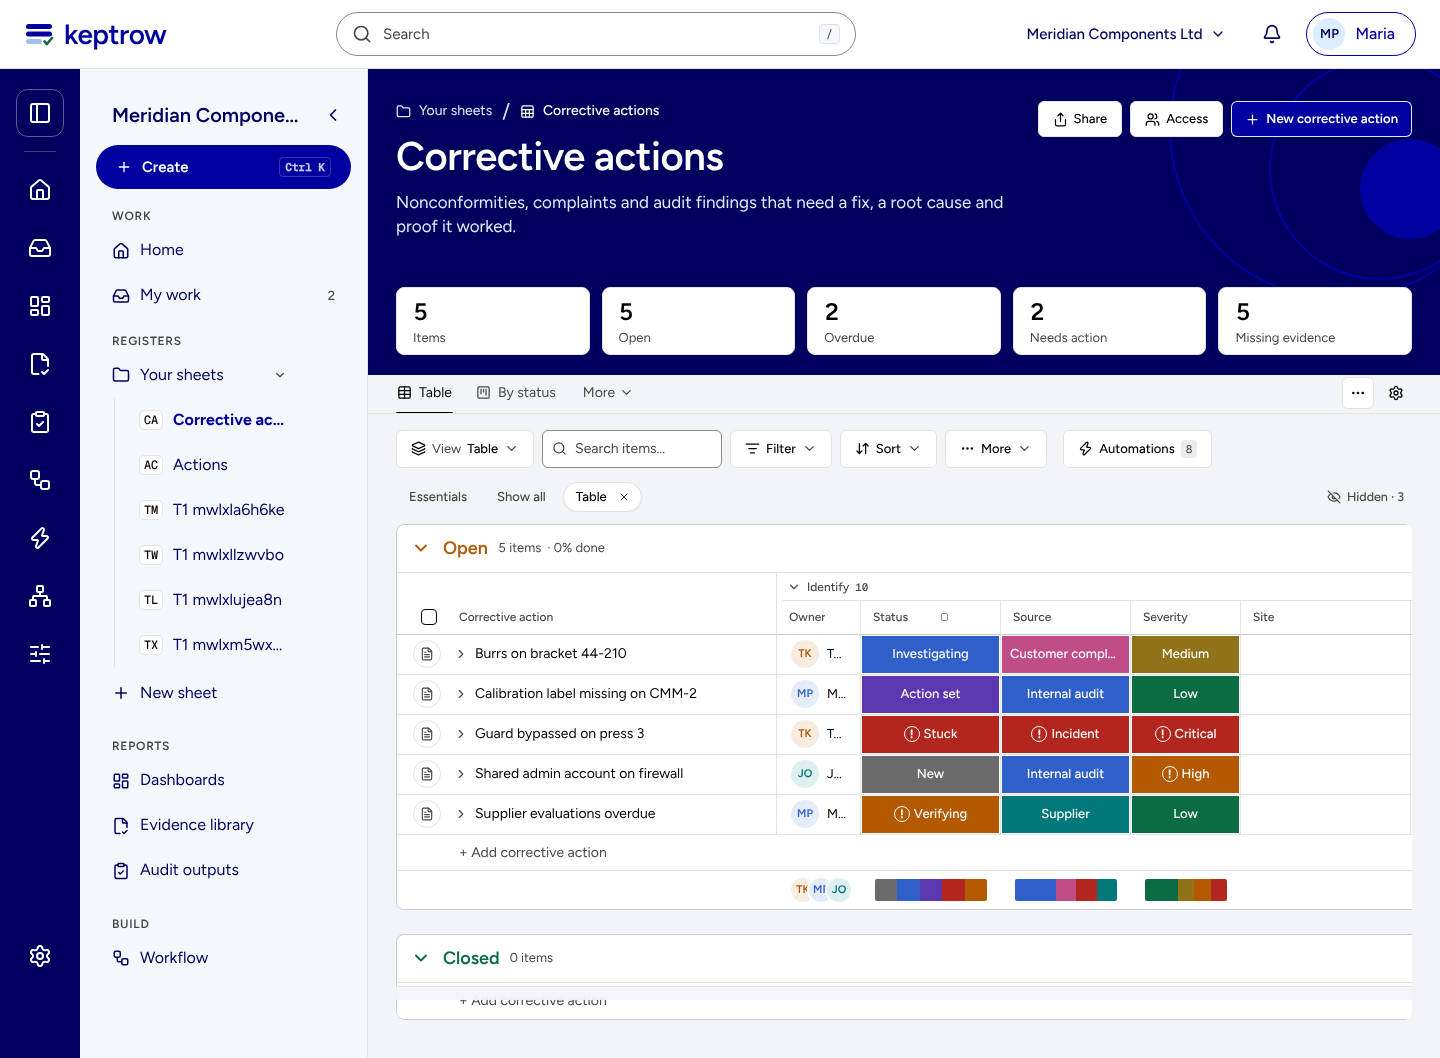 keptrow
Search
/
Meridian Components Ltd
MP
Maria
Meridian Compone...
Create
Ctrl K
WORK
Home
My work
2
REGISTERS
Your sheets
CA
Corrective ac...
AC
Actions
TM
T1 mwlxla6h6ke
TW
T1 mwlxllzwvbo
TL
T1 mwlxlujea8n
TX
T1 mwlxm5wx...
New sheet
REPORTS
Dashboards
Evidence library
Audit outputs
BUILD
Workflow
Your sheets / Corrective actions
Share
Access
New corrective action
Corrective actions
Nonconformities, complaints and audit findings that need a fix, a root cause and
proof it worked.
5
Items
5
Open
2
Overdue
2
Needs action
5
Missing evidence
Table
By status
More
View Table
Search items...
Filter
Sort
More
Automations 8
Essentials
Show all
Table
Hidden · 3
Open 5 items · 0% done
Identify 10
Corrective action
Owner
Status
Source
Severity
Site
Burrs on bracket 44-210
TK
T...
Investigating
Customer compl...
Medium
Calibration label missing on CMM-2
MP
M...
Action set
Internal audit
Low
Guard bypassed on press 3
TK
T...
Stuck
Incident
Critical
Shared admin account on firewall
JO
J...
New
Internal audit
High
Supplier evaluations overdue
MP
M...
Verifying
Supplier
Low
+ Add corrective action
JO
Closed 0 items
+ Add corrective action